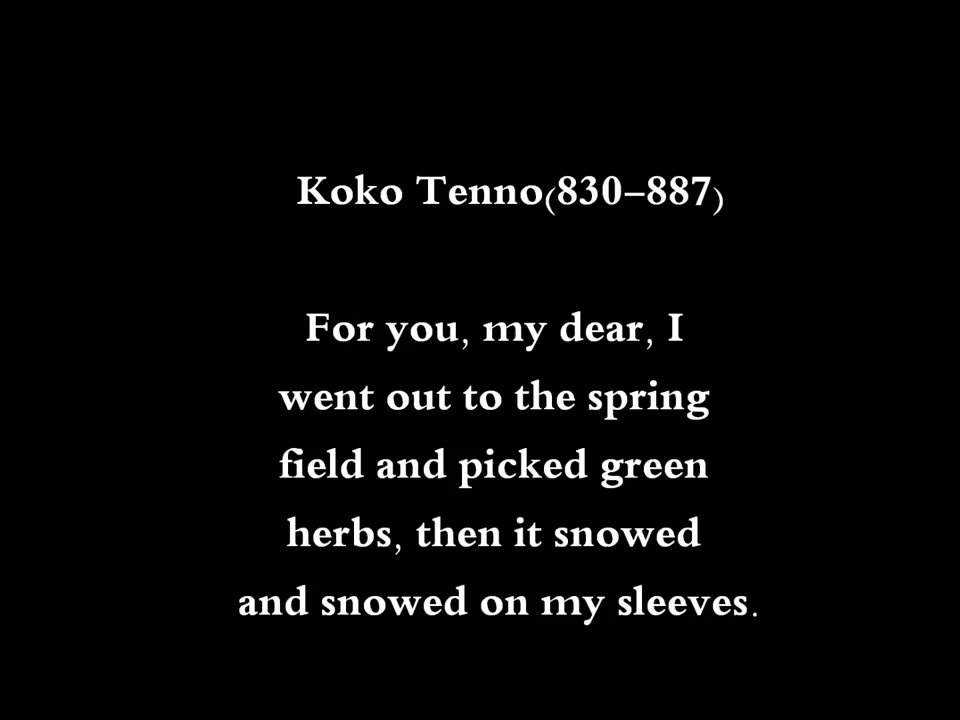 Koko Tenno(830–887)
For you, my dear, I
went out to the spring
field and picked green
herbs, then it snowed
and snowed on my sleeves.